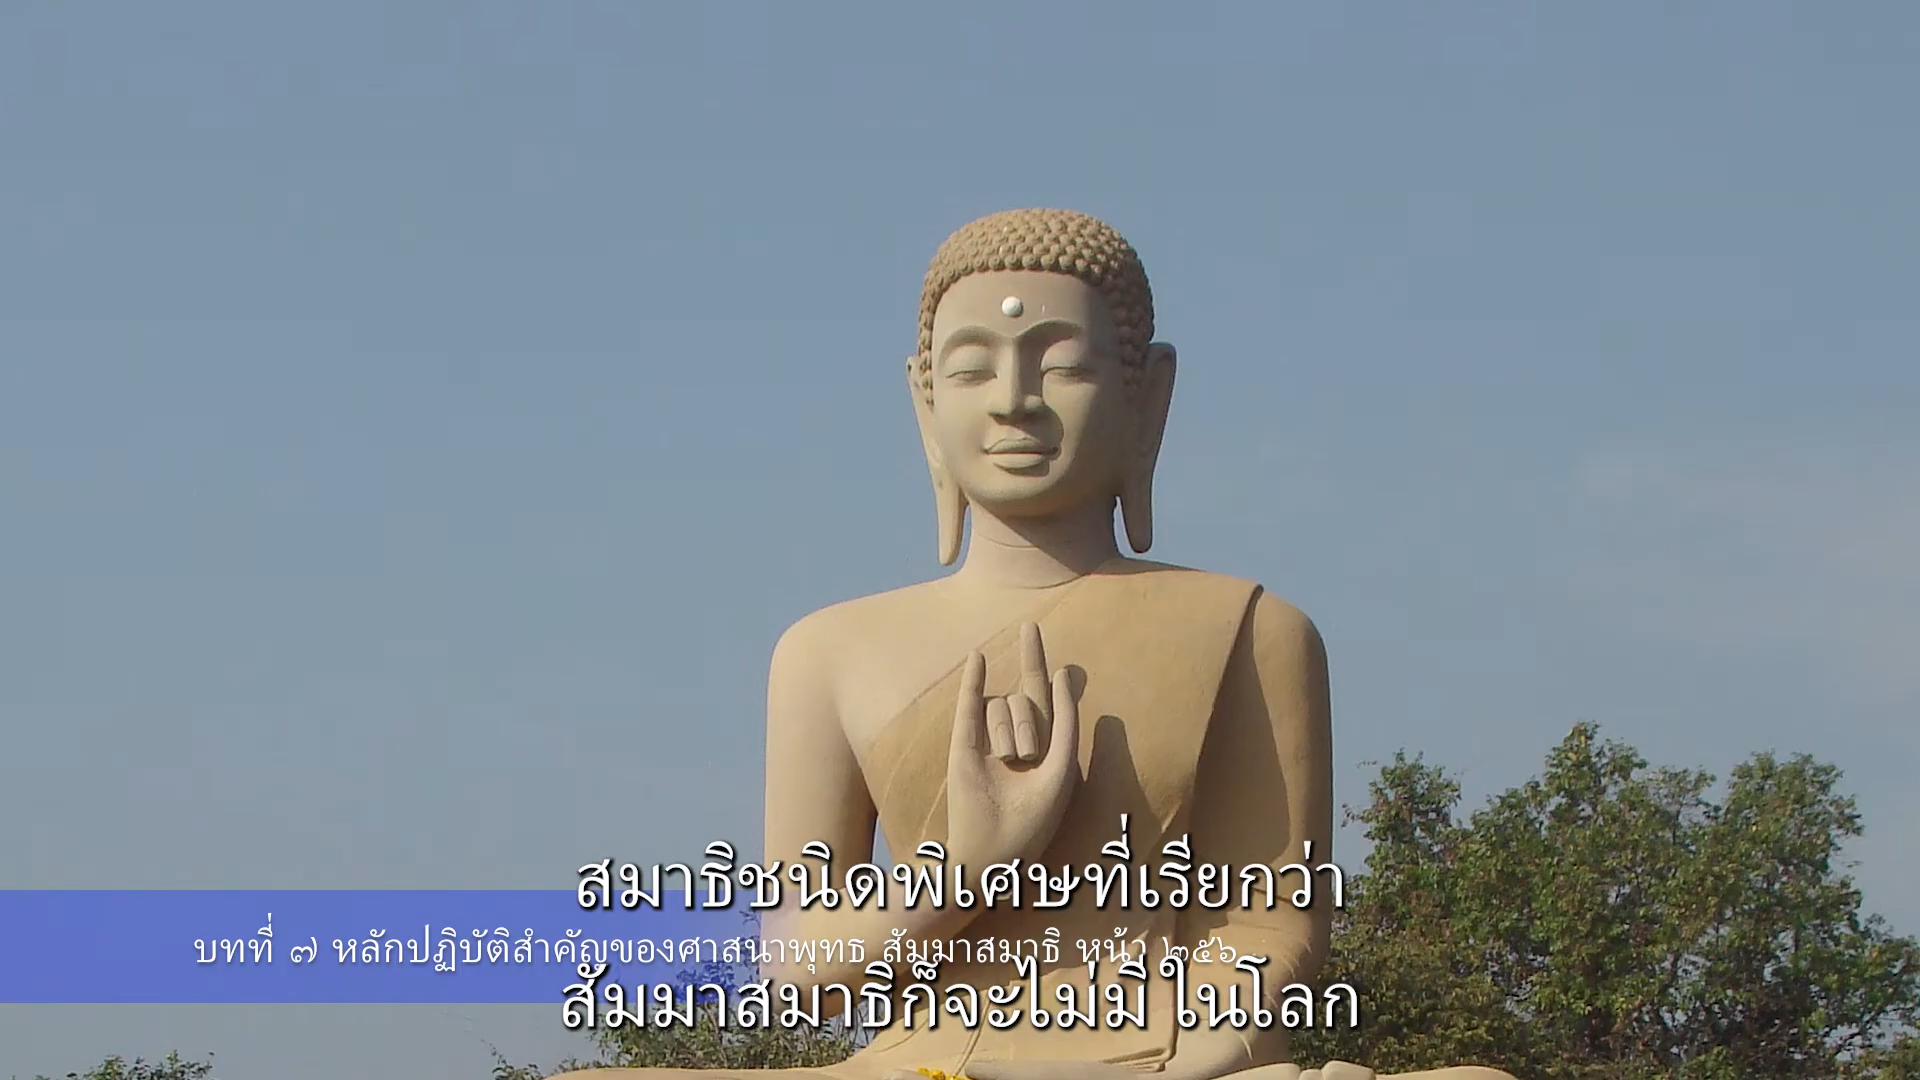 สมาธิชนิดพิเศษที่เรียกว่า
บทที่ ๗ หลักปฏิบัติสำคัญของศาสนาพุทธ สัมมาสมาธิ หน้า ๒๕๖
สัมมาสมาธิก็จะไม่มีในโลก